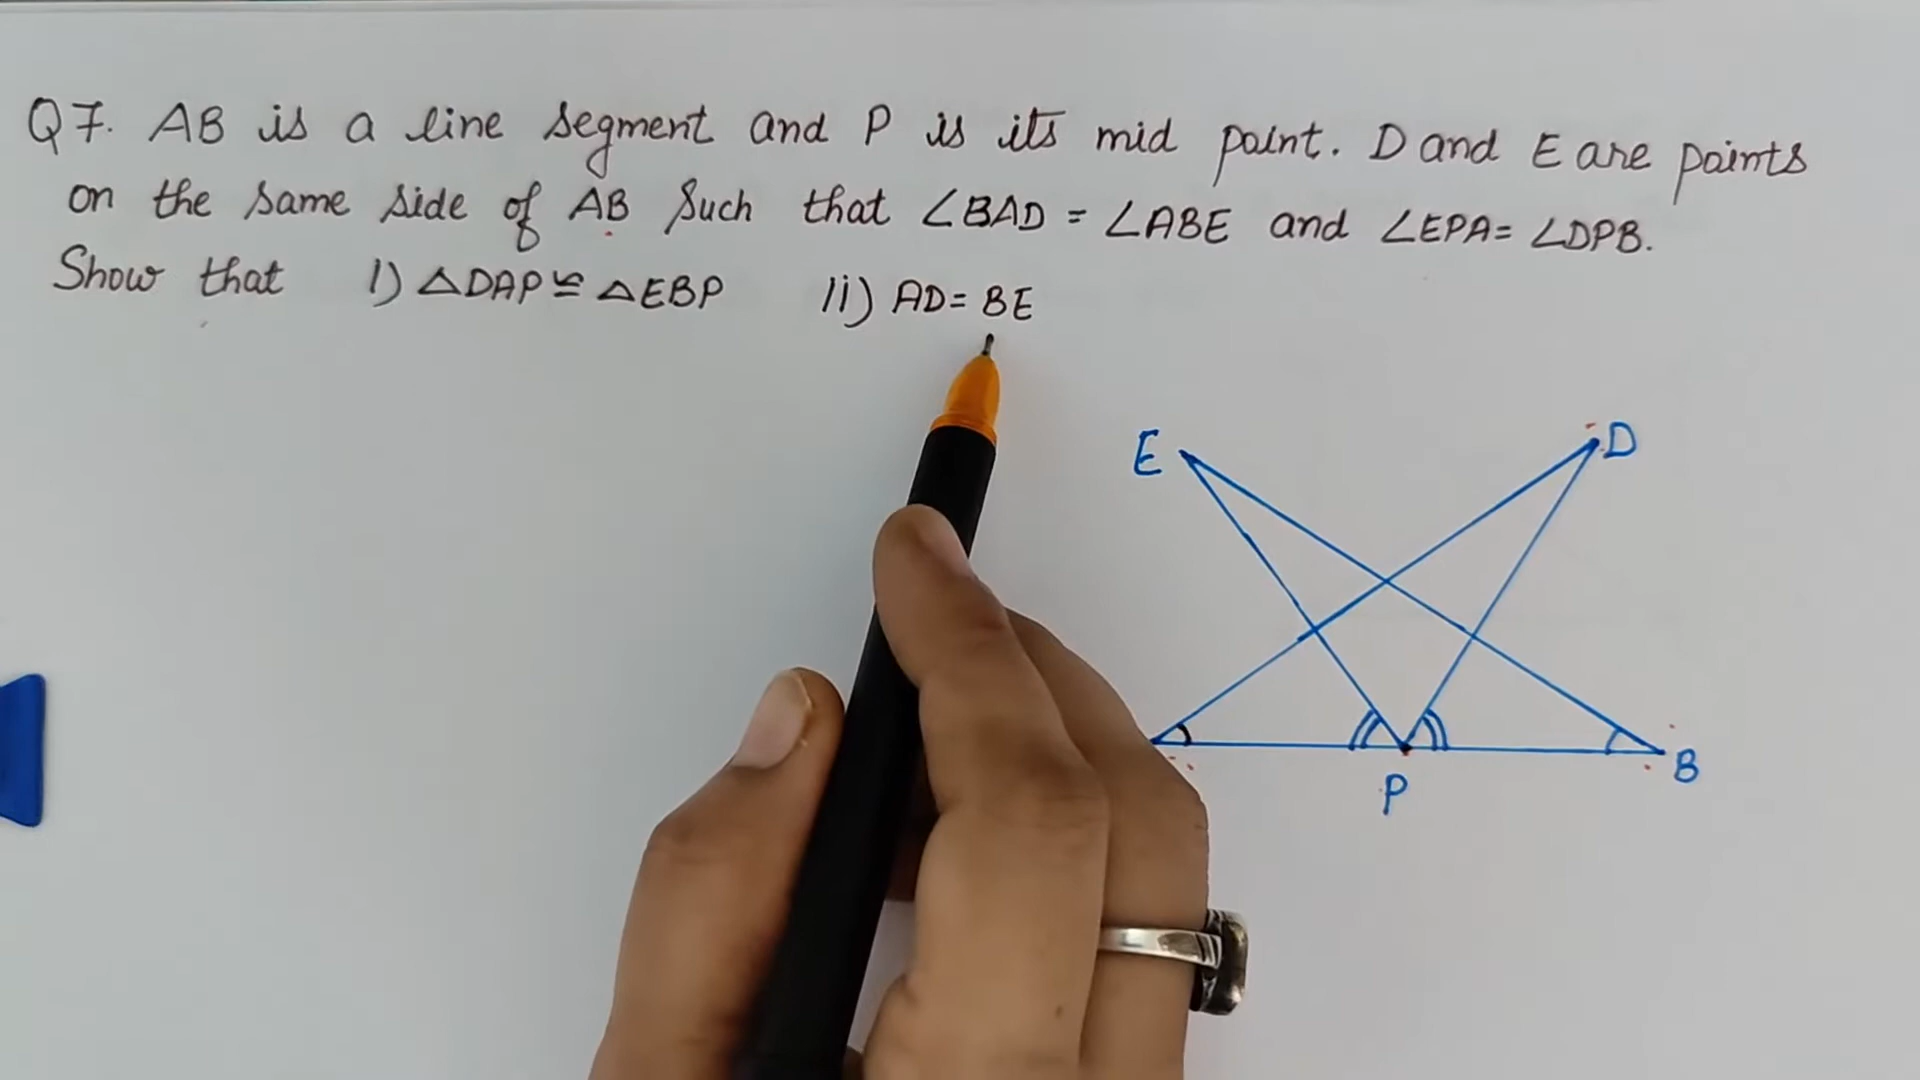 Q7. AB is a line segment and P is its mid point. D and E are points
on the same side of AB such that ∠BAD = ∠ABE and ∠EPA = ∠DPB.
Show that I) △DAP ≅ △EBP II) AD = BE
E
D
P
B